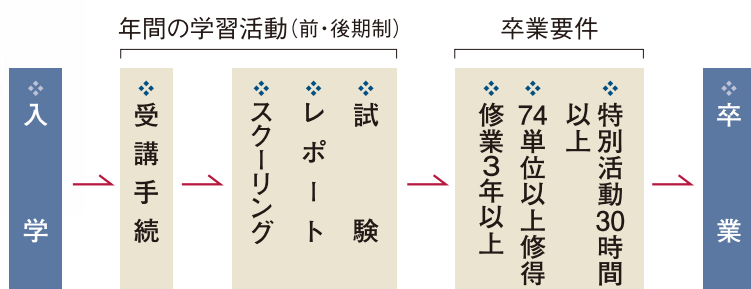 年間の学習活動（前・後期制）
卒業要件
入学
受講手続
スクーリング
レポート
試験
修業3年以上
74単位以上修得
特別活動30時間
以上
卒業